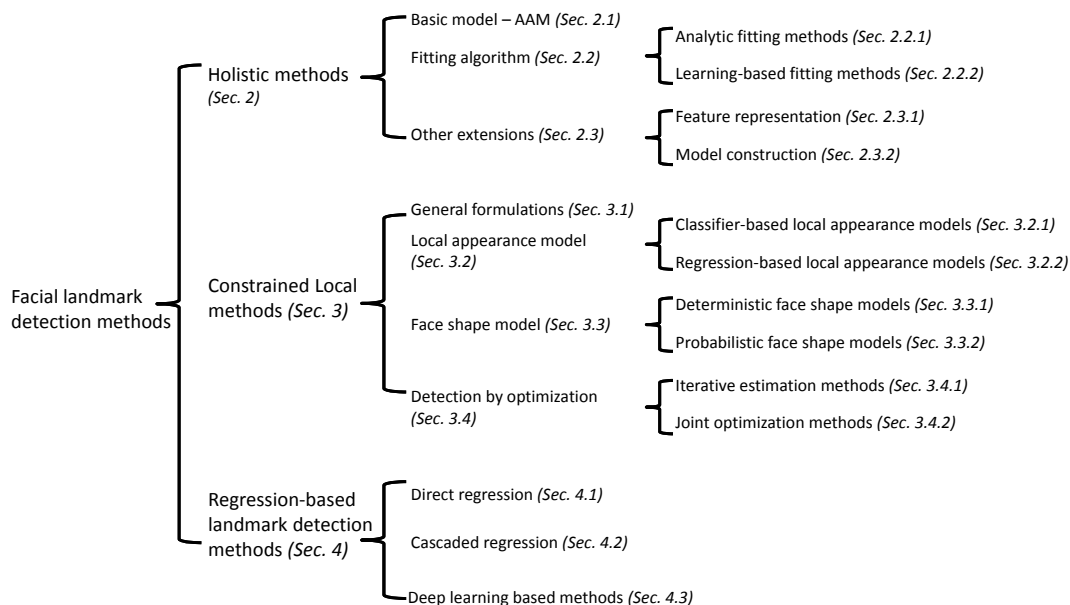 Facial landmark
detection methods
Holistic methods
(Sec. 2)
Basic model – AAM (Sec. 2.1)
Fitting algorithm (Sec. 2.2)
Analytic fitting methods (Sec. 2.2.1)
Learning-based fitting methods (Sec. 2.2.2)
Other extensions (Sec. 2.3)
Feature representation (Sec. 2.3.1)
Model construction (Sec. 2.3.2)
Constrained Local
methods (Sec. 3)
General formulations (Sec. 3.1)
Local appearance model
(Sec. 3.2)
Classifier-based local appearance models (Sec. 3.2.1)
Regression-based local appearance models (Sec. 3.2.2)
Face shape model (Sec. 3.3)
Deterministic face shape models (Sec. 3.3.1)
Probabilistic face shape models (Sec. 3.3.2)
Detection by optimization
(Sec. 3.4)
Iterative estimation methods (Sec. 3.4.1)
Joint optimization methods (Sec. 3.4.2)
Regression-based
landmark detection
methods (Sec. 4)
Direct regression (Sec. 4.1)
Cascaded regression (Sec. 4.2)
Deep learning based methods (Sec. 4.3)